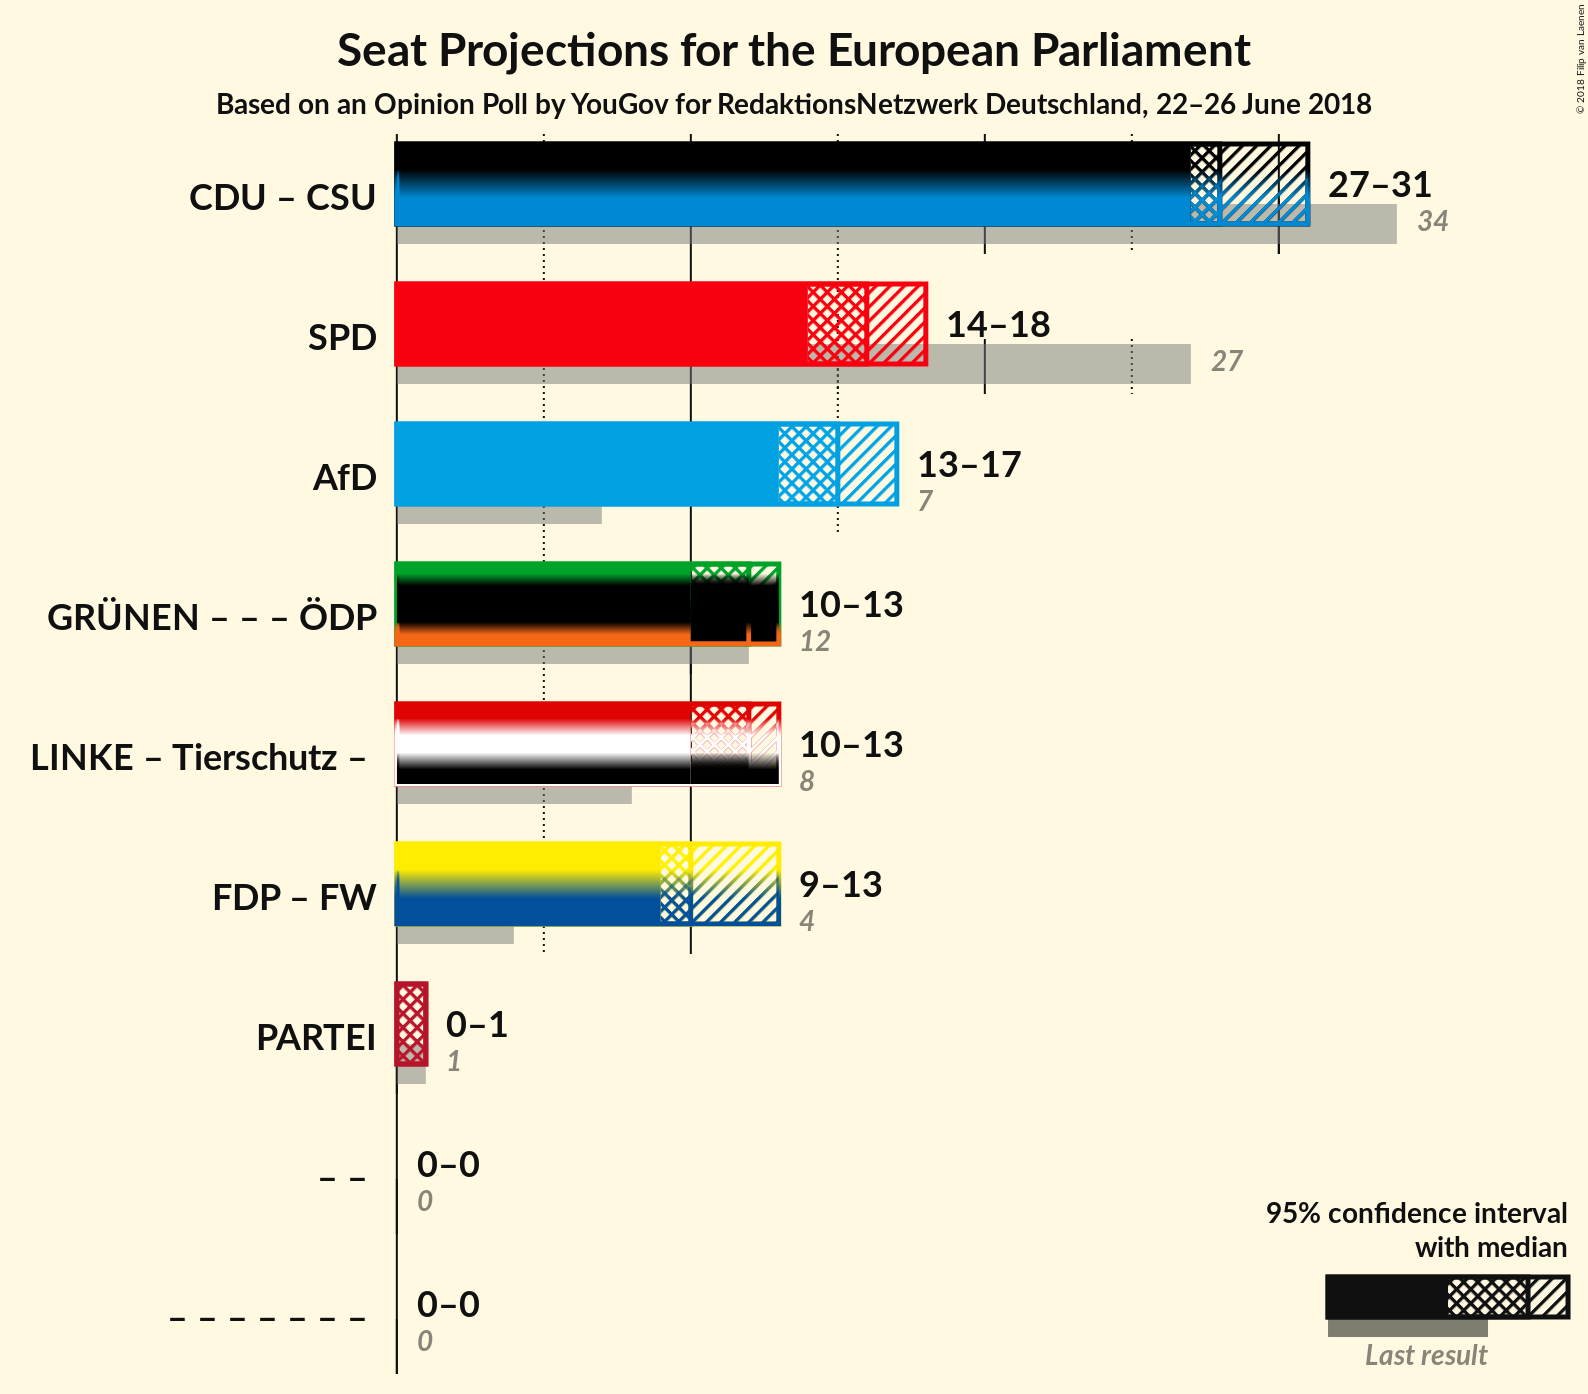 Seat Projections for the European Parliament
Based on an Opinion Poll by YouGov for RedaktionsNetzwerk Deutschland, 22–26 June 2018
© 2018 Filip van Laenen
CDU – CSU
27–31
34
SPD
14–18
27
AfD
13–17
7
GRÜNEN – – – ÖDP
10–13
12
LINKE – Tierschutz –
10–13
8
FDP – FW
9–13
4
PARTEI
0–1
1
– –
0–0
0
– – – – – – –
0–0
0
95% confidence interval
with median
Last result